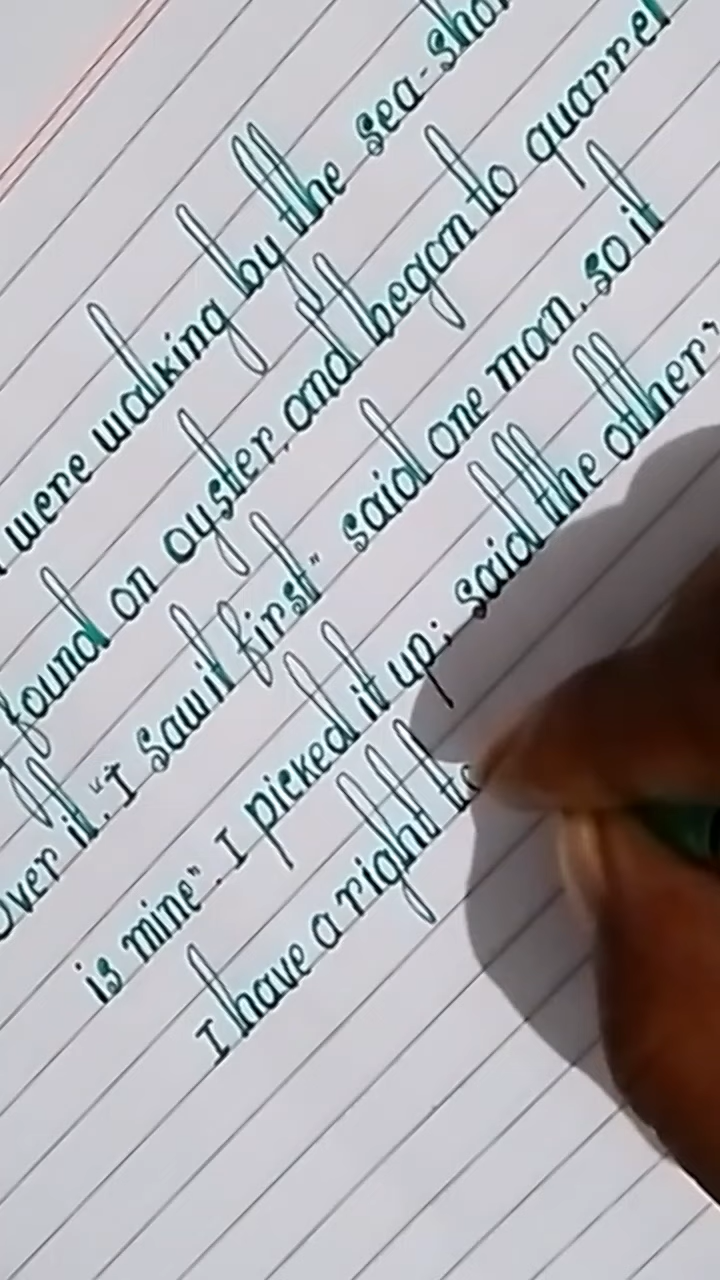 were walking by the sea-shor
found an oyster, and began to quarrel
Over it. "I saw it first" said one man. so it
is mine". I picked it up; said the other"
I have a right to